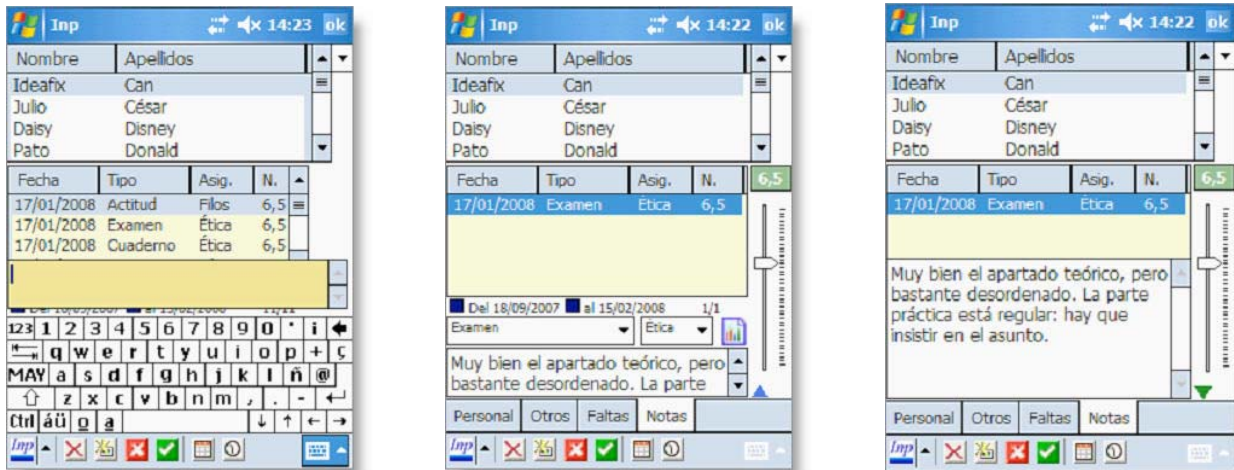 Inp 14:23 ok
Nombre Apellidos
Ideafix Can
Julio César
Daisy Disney
Pato Donald
Fecha Tipo Asig. N.
17/01/2008 Actitud Filos 6,5
17/01/2008 Examen Ética 6,5
17/01/2008 Cuaderno Ética 6,5
123 1 2 3 4 5 6 7 8 9 0 ' i
q w e r t y u i o p + ç
MAY a s d f g h j k l ñ @
z x c v b n m , . -
Ctrl áü o a
Inp
Inp 14:22 ok
Nombre Apellidos
Ideafix Can
Julio César
Daisy Disney
Pato Donald
Fecha Tipo Asig. N. 6,5
17/01/2008 Examen Ética 6,5
Del 18/09/2007 al 15/02/2008 1/1
Examen Ética
Muy bien el apartado teórico, pero
bastante desordenado. La parte
Personal Otros Faltas Notas
Inp
Inp 14:22 ok
Nombre Apellidos
Ideafix Can
Julio César
Daisy Disney
Pato Donald
Fecha Tipo Asig. N. 6,5
17/01/2008 Examen Ética 6,5
Muy bien el apartado teórico, pero
bastante desordenado. La parte
práctica está regular: hay que
insistir en el asunto.
Personal Otros Faltas Notas
Inp